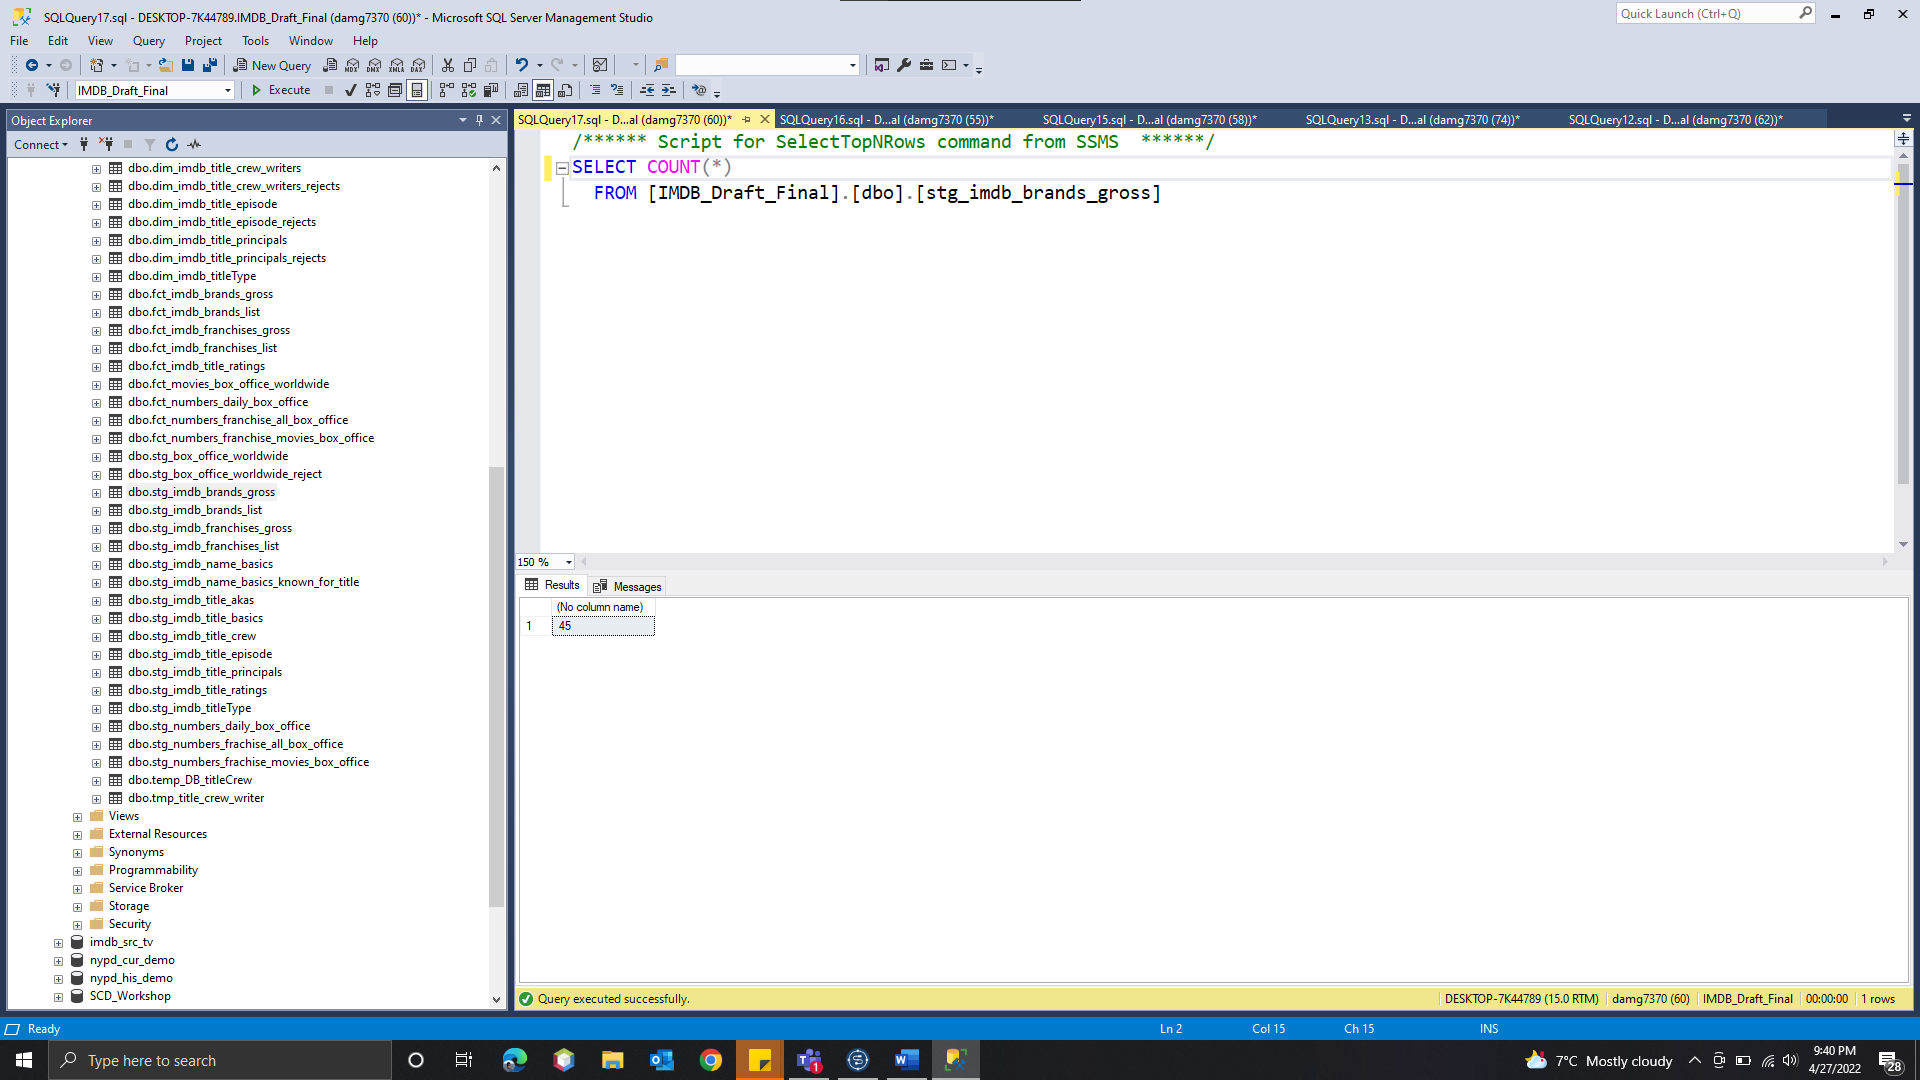 SQLQuery17.sql - DESKTOP-7K44789.IMDB_Draft_Final (damg7370 (60))* - Microsoft SQL Server Management Studio
Quick Launch (Ctrl+Q)
File Edit View Query Project Tools Window Help
New Query
MDX DMX XMLA DAX
IMDB_Draft_Final
Execute
Object Explorer
Connect
dbo.dim_imdb_title_crew_writers
dbo.dim_imdb_title_crew_writers_rejects
dbo.dim_imdb_title_episode
dbo.dim_imdb_title_episode_rejects
dbo.dim_imdb_title_principals
dbo.dim_imdb_title_principals_rejects
dbo.dim_imdb_titleType
dbo.fct_imdb_brands_gross
dbo.fct_imdb_brands_list
dbo.fct_imdb_franchises_gross
dbo.fct_imdb_franchises_list
dbo.fct_imdb_title_ratings
dbo.fct_movies_box_office_worldwide
dbo.fct_numbers_daily_box_office
dbo.fct_numbers_franchise_all_box_office
dbo.fct_numbers_franchise_movies_box_office
dbo.stg_box_office_worldwide
dbo.stg_box_office_worldwide_reject
dbo.stg_imdb_brands_gross
dbo.stg_imdb_brands_list
dbo.stg_imdb_franchises_gross
dbo.stg_imdb_franchises_list
dbo.stg_imdb_name_basics
dbo.stg_imdb_name_basics_known_for_title
dbo.stg_imdb_title_akas
dbo.stg_imdb_title_basics
dbo.stg_imdb_title_crew
dbo.stg_imdb_title_episode
dbo.stg_imdb_title_principals
dbo.stg_imdb_title_ratings
dbo.stg_imdb_titleType
dbo.stg_numbers_daily_box_office
dbo.stg_numbers_frachise_all_box_office
dbo.stg_numbers_frachise_movies_box_office
dbo.temp_DB_titleCrew
dbo.tmp_title_crew_writer
Views
External Resources
Synonyms
Programmability
Service Broker
Storage
Security
imdb_src_tv
nypd_cur_demo
nypd_his_demo
SCD_Workshop
SQLQuery17.sql - D...al (damg7370 (60))*
SQLQuery16.sql - D...al (damg7370 (55))*
SQLQuery15.sql - D...al (damg7370 (58))*
SQLQuery13.sql - D...al (damg7370 (74))*
SQLQuery12.sql - D...al (damg7370 (62))*
/****** Script for SelectTopNRows command from SSMS  ******/
SELECT COUNT(*)
FROM [IMDB_Draft_Final].[dbo].[stg_imdb_brands_gross]
150 %
Results Messages
(No column name)
1 45
Query executed successfully.
DESKTOP-7K44789 (15.0 RTM) damg7370 (60) IMDB_Draft_Final 00:00:00 1 rows
Ready
Ln 2 Col 15 Ch 15 INS
Type here to search
1
7°C Mostly cloudy
9:40 PM
4/27/2022
28